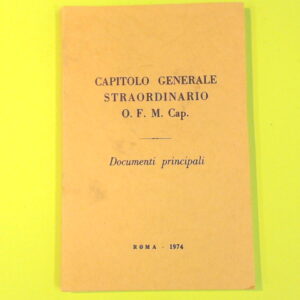 CAPITOLO GENERALE
STRAORDINARIO
O. F. M. Cap.
Documenti principali
ROMA - 1974